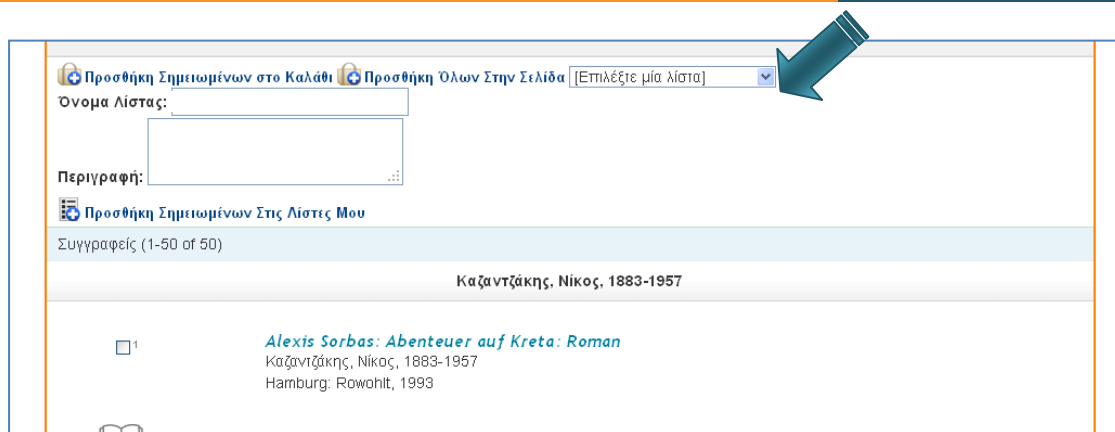 Προσθήκη Σημειωμένων στο Καλάθι Προσθήκη Όλων Στην Σελίδα [Επιλέξτε μία λίστα]
Όνομα Λίστας:
Περιγραφή:
Προσθήκη Σημειωμένων Στις Λίστες Μου
Συγγραφείς (1-50 of 50)
Καζαντζάκης, Νίκος, 1883-1957
1 Alexis Sorbas: Abenteuer auf Kreta: Roman
Καζαντζάκης, Νίκος, 1883-1957
Hamburg: Rowohlt, 1993